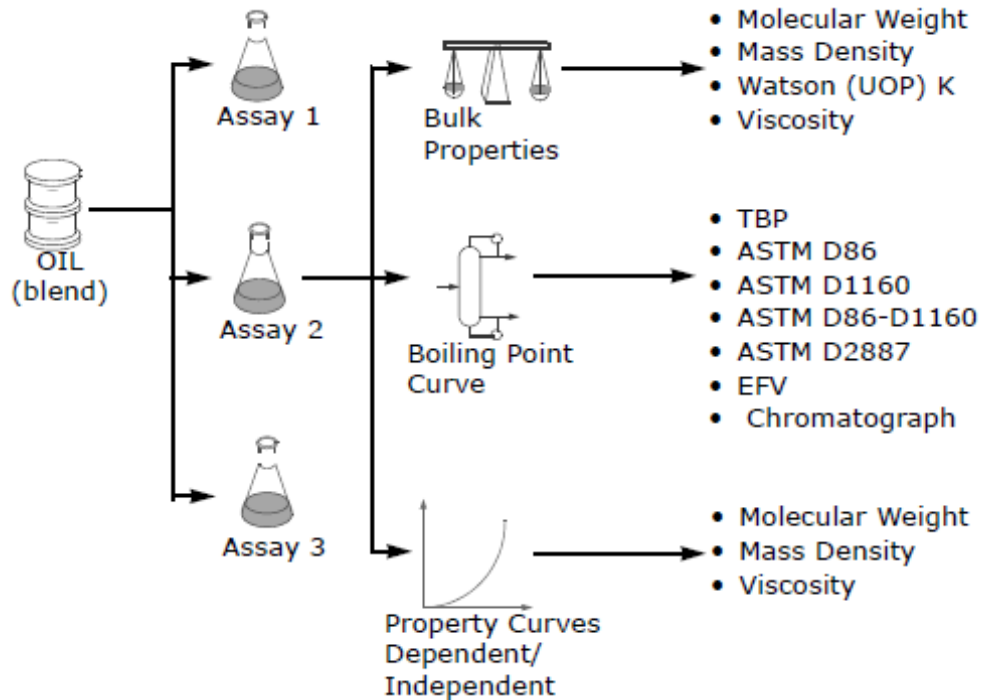 OIL
(blend)
Assay 1
Assay 2
Assay 3
Bulk
Properties
• Molecular Weight
• Mass Density
• Watson (UOP) K
• Viscosity
Boiling Point
Curve
• TBP
• ASTM D86
• ASTM D1160
• ASTM D86-D1160
• ASTM D2887
• EFV
• Chromatograph
Property Curves
Dependent/
Independent
• Molecular Weight
• Mass Density
• Viscosity